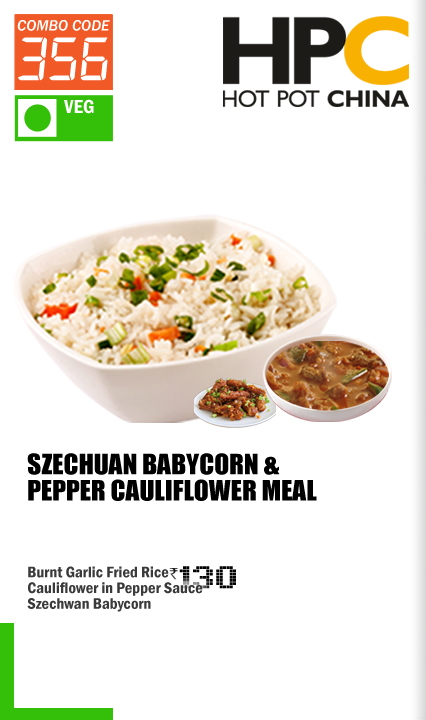 COMBO CODE
356
VEG
HPC
HOT POT CHINA
SZECHUAN BABYCORN &
PEPPER CAULIFLOWER MEAL
Burnt Garlic Fried Rice ₹130
Cauliflower in Pepper Sauce
Szechwan Babycorn